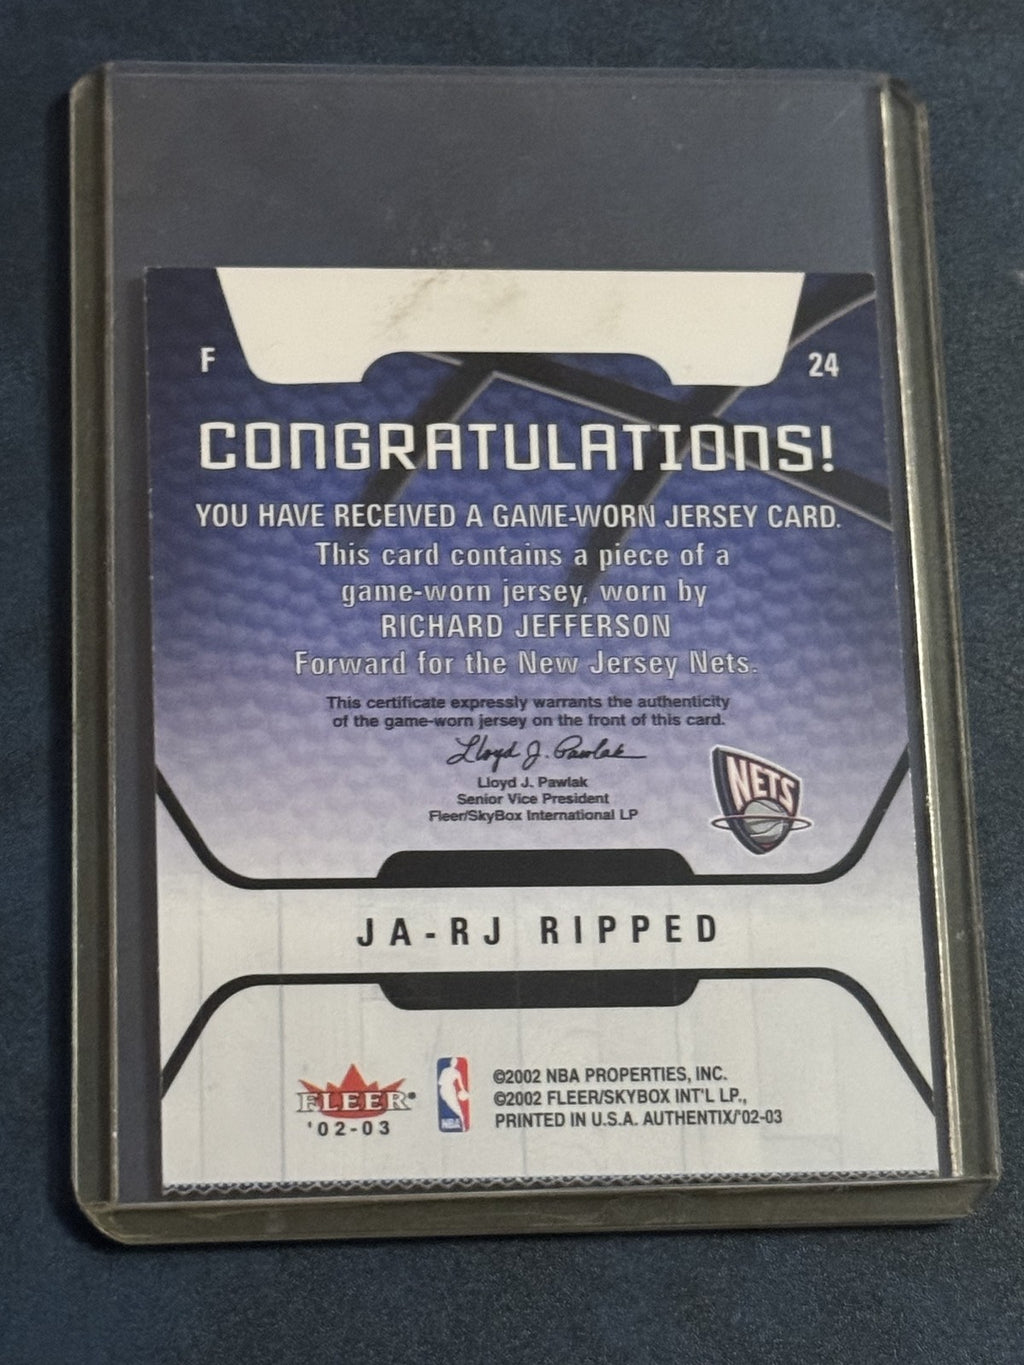 F
24
CONGRATULATIONS!
YOU HAVE RECEIVED A GAME-WORN JERSEY CARD.
This card contains a piece of a
game-worn jersey, worn by
RICHARD JEFFERSON
Forward for the New Jersey Nets.
This certificate expressly warrants the authenticity
of the game-worn jersey on the front of this card.
Lloyd J. Pawlak
Lloyd J. Pawlak
Senior Vice President
Fleer/SkyBox International LP
NETS
JA-RJ RIPPED
FLEER®
'02-03
NBA
©2002 NBA PROPERTIES, INC.
©2002 FLEER/SKYBOX INT'L LP.,
PRINTED IN U.S.A. AUTHENTIX/'02-03